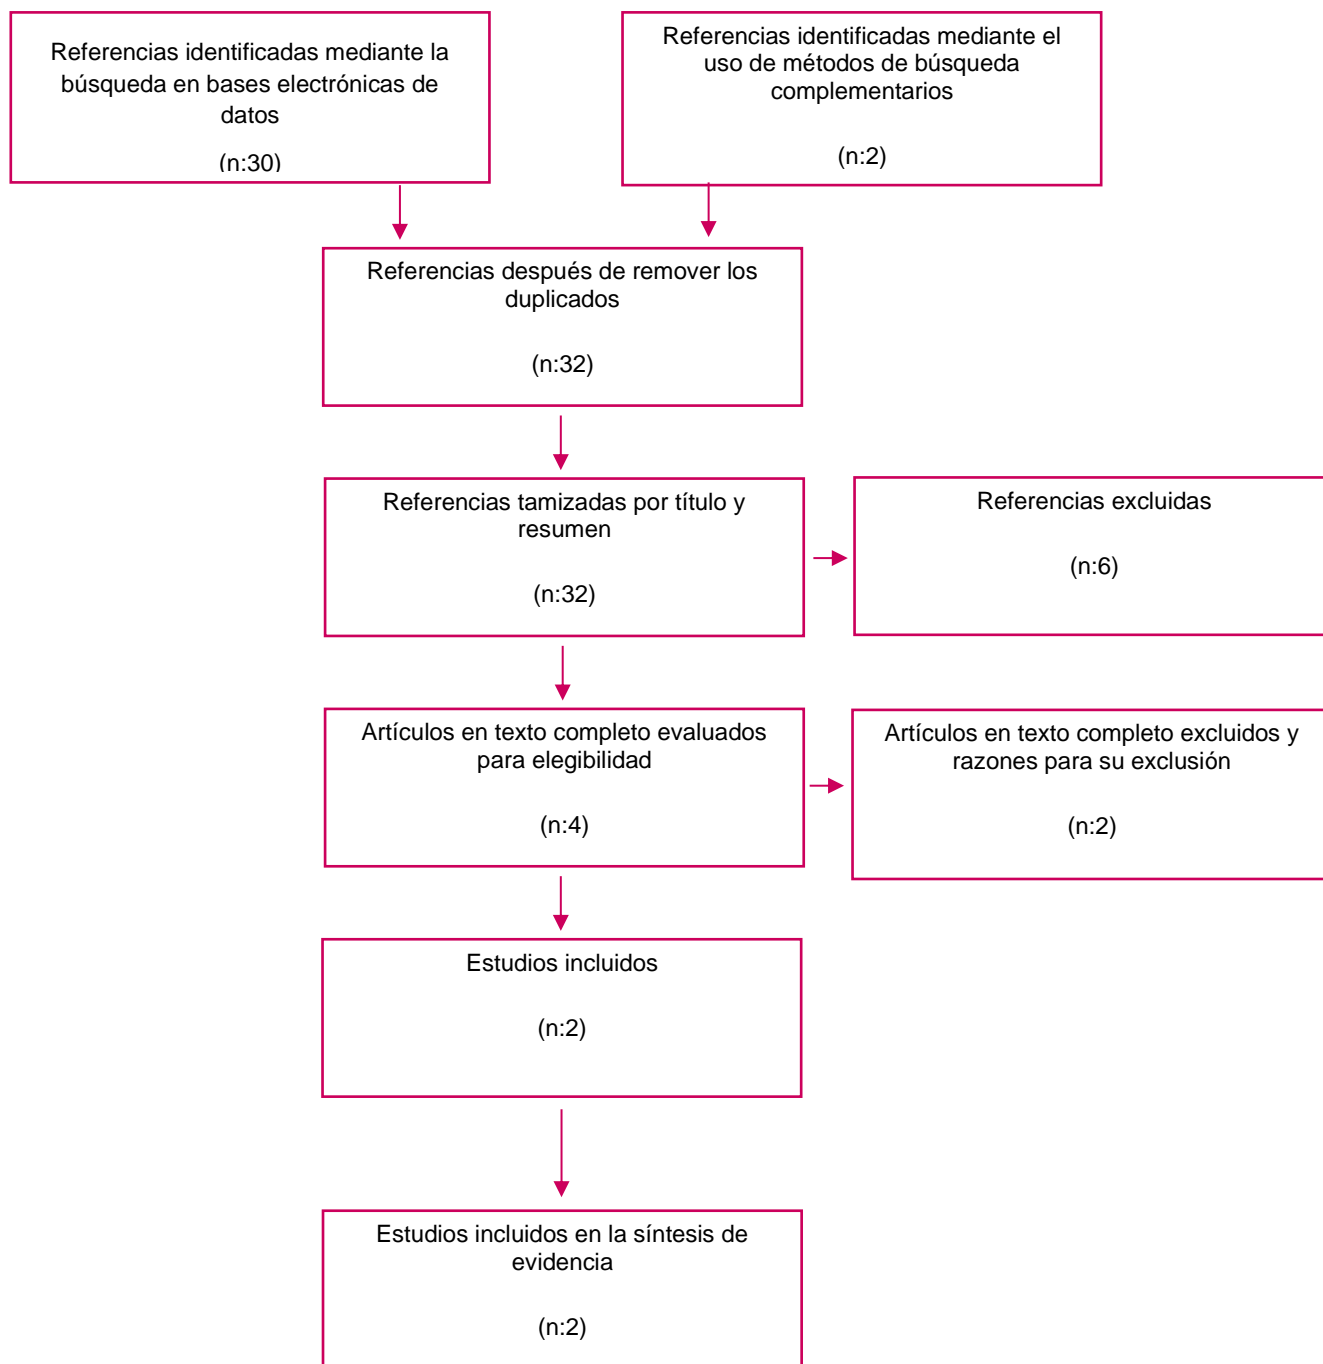 Referencias identificadas mediante la
búsqueda en bases electrónicas de
datos
(n:30)
Referencias identificadas mediante el
uso de métodos de búsqueda
complementarios
(n:2)
Referencias después de remover los
duplicados
(n:32)
Referencias tamizadas por título y
resumen
(n:32)
Referencias excluidas
(n:6)
Artículos en texto completo evaluados
para elegibilidad
(n:4)
Artículos en texto completo excluidos y
razones para su exclusión
(n:2)
Estudios incluidos
(n:2)
Estudios incluidos en la síntesis de
evidencia
(n:2)